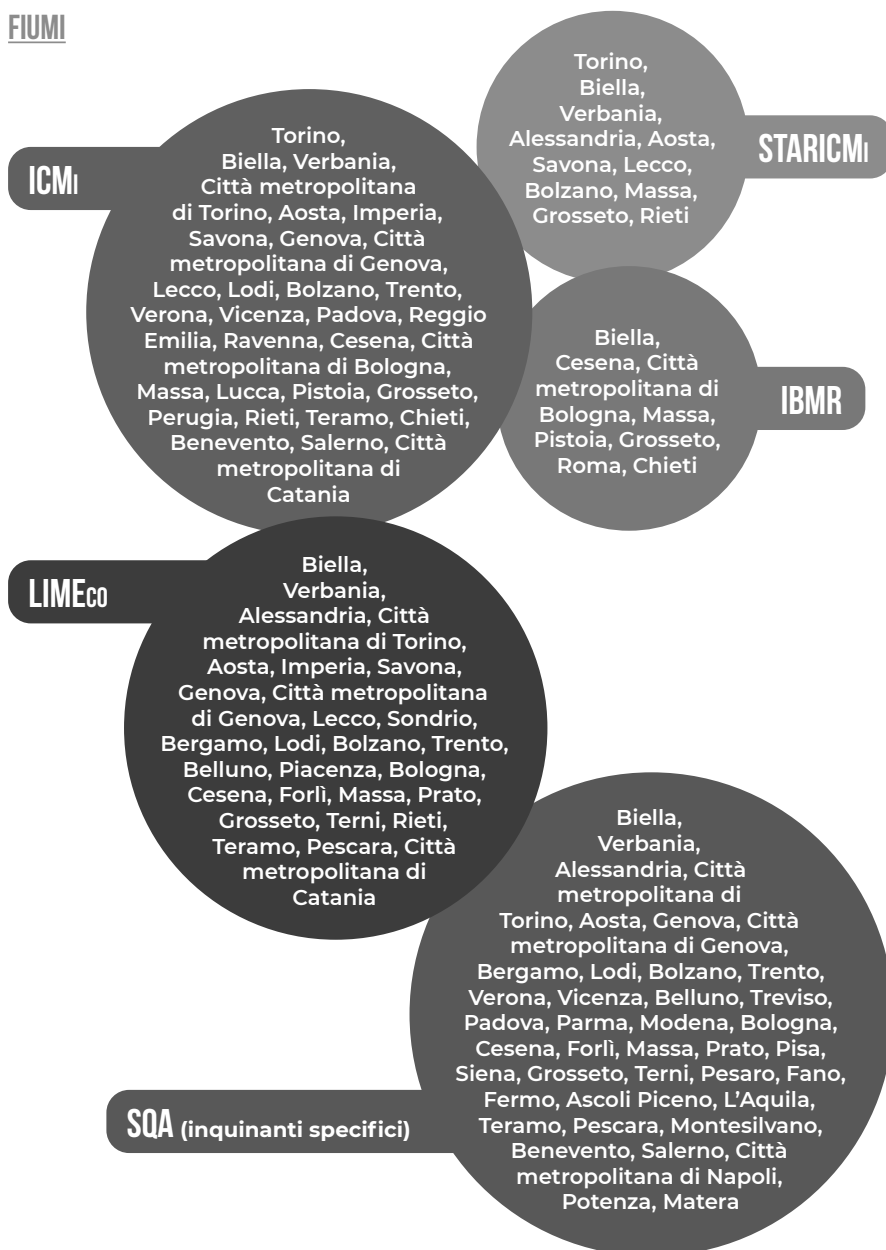 FIUMI
ICMi
Torino,
Biella, Verbania,
Città metropolitana
di Torino, Aosta, Imperia,
Savona, Genova, Città
metropolitana di Genova,
Lecco, Lodi, Bolzano, Trento,
Verona, Vicenza, Padova, Reggio
Emilia, Ravenna, Cesena, Città
metropolitana di Bologna,
Massa, Lucca, Pistoia, Grosseto,
Perugia, Rieti, Teramo, Chieti,
Benevento, Salerno, Città
metropolitana di
Catania
STARICMi
Torino,
Biella,
Verbania,
Alessandria, Aosta,
Savona, Lecco,
Bolzano, Massa,
Grosseto, Rieti
IBMR
Biella,
Cesena, Città
metropolitana di
Bologna, Massa,
Pistoia, Grosseto,
Roma, Chieti
LIMEco
Biella,
Verbania,
Alessandria, Città
metropolitana di Torino,
Aosta, Imperia, Savona,
Genova, Città metropolitana
di Genova, Lecco, Sondrio,
Bergamo, Lodi, Bolzano, Trento,
Belluno, Piacenza, Bologna,
Cesena, Forlì, Massa, Prato,
Grosseto, Terni, Rieti,
Teramo, Pescara, Città
metropolitana di
Catania
SQA (inquinanti specifici)
Biella,
Verbania,
Alessandria, Città
metropolitana di
Torino, Aosta, Genova, Città
metropolitana di Genova,
Bergamo, Lodi, Bolzano, Trento,
Verona, Vicenza, Belluno, Treviso,
Padova, Parma, Modena, Bologna,
Cesena, Forlì, Massa, Prato, Pisa,
Siena, Grosseto, Terni, Pesaro, Fano,
Fermo, Ascoli Piceno, L'Aquila,
Teramo, Pescara, Montesilvano,
Benevento, Salerno, Città
metropolitana di Napoli,
Potenza, Matera